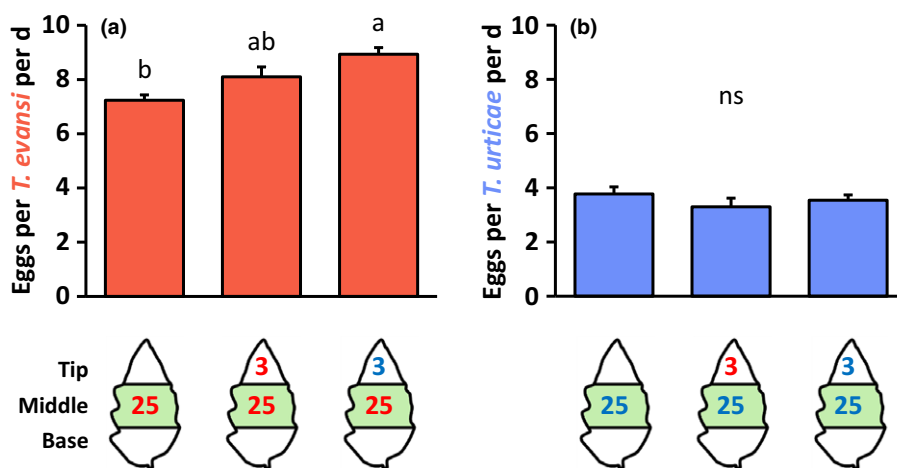 (a)
Eggs per T. evansi per d
10
8
6
4
2
0
b
ab
a
(b)
Eggs per T. urticae per d
10
8
6
4
2
0
ns
Tip 3 3 3 3
Middle 25 25 25 25 25 25
Base